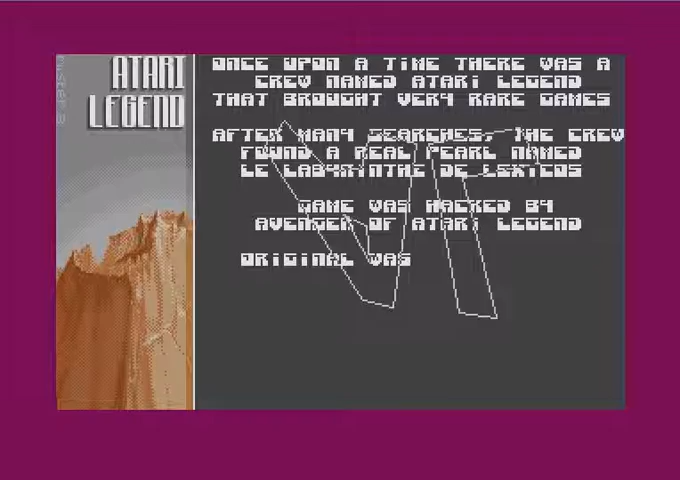 ATARI
LEGEND
ONCE UPON A TiME THERE WAS A
CREW NAMED ATARi LEGEND
THAT BROUGHT VERY RARE GAMES
AFTER MANY SEARCHES, THE CREW
FOUND A REAL PEARL NAMED
LE LABYRiNTHE DE LEXiCOS
GAME WAS HACKED BY
AVENGER OF ATARi LEGEND
ORiGiNAL WAS